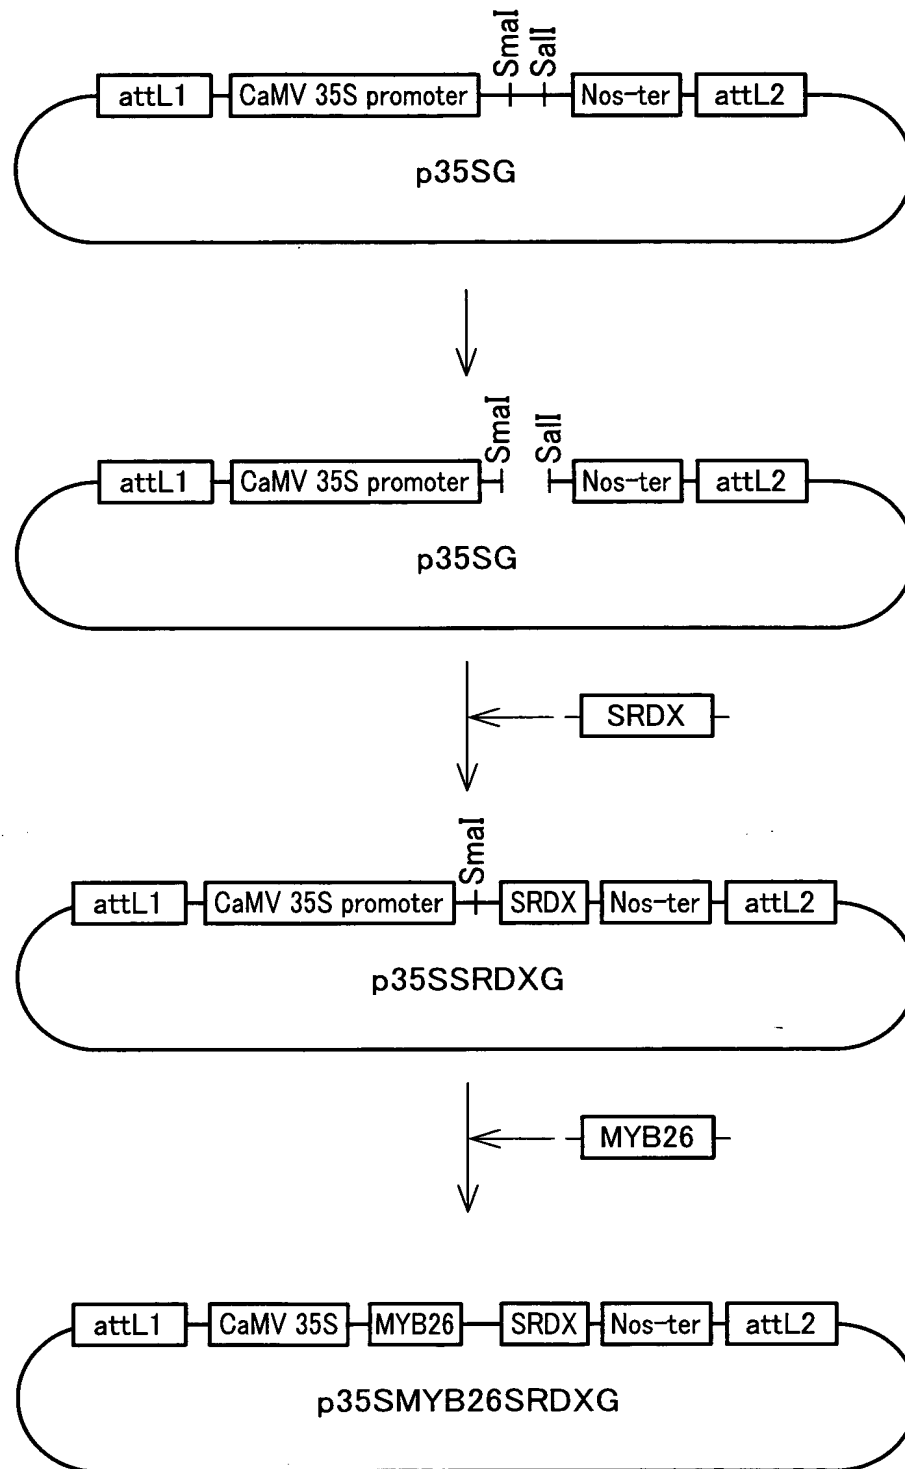 SmaI
SalI
attL1
CaMV 35S promoter
Nos-ter
attL2
p35SG
SmaI
SalI
attL1
CaMV 35S promoter
Nos-ter
attL2
p35SG
SRDX
SmaI
attL1
CaMV 35S promoter
SRDX
Nos-ter
attL2
p35SSRDXG
MYB26
attL1
CaMV 35S
MYB26
SRDX
Nos-ter
attL2
p35SMYB26SRDXG